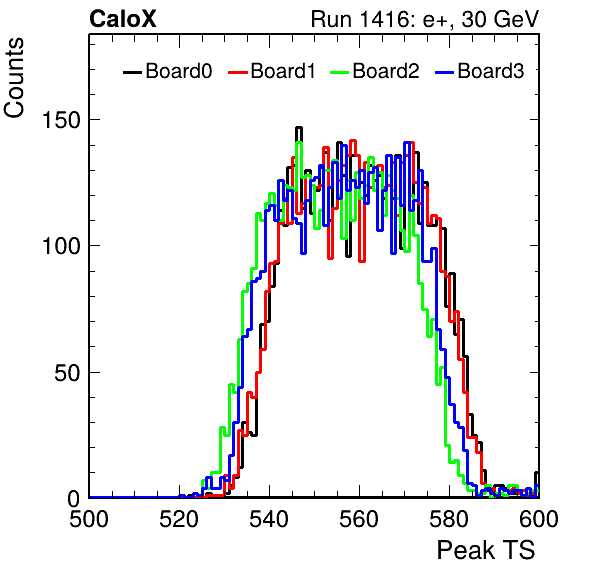 CaloX Run 1416: e+, 30 GeV
Counts
Board0 Board1 Board2 Board3
150
100
50
0
500 520 540 560 580 600
Peak TS